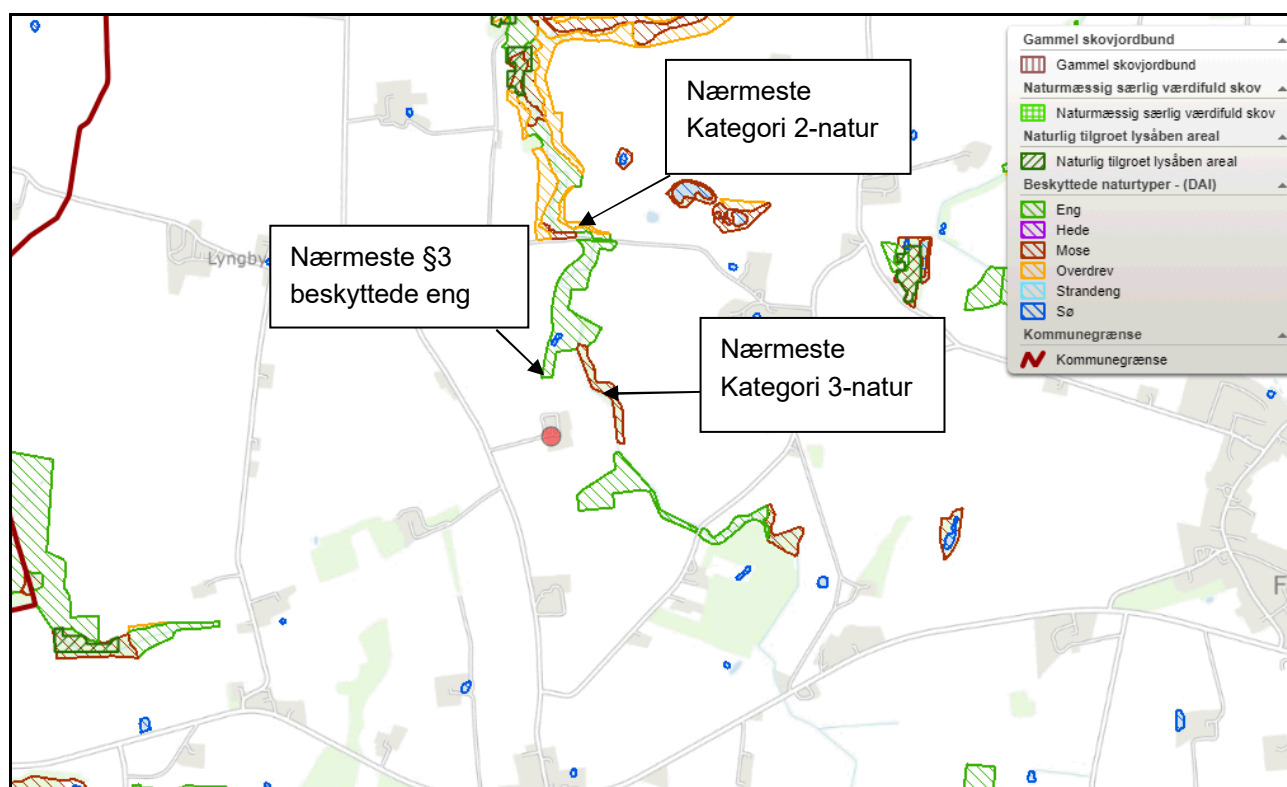 Nærmeste
Kategori 2-natur
Lyngby
Nærmeste §3
beskyttede eng
Nærmeste
Kategori 3-natur
F
Gammel skovjordbund
Gammel skovjordbund
Naturmæssig særlig værdifuld skov
Naturmæssig særlig værdifuld skov
Naturlig tilgroet lysåben areal
Naturlig tilgroet lysåben areal
Beskyttede naturtyper - (DAI)
Eng
Hede
Mose
Overdrev
Strandeng
Sø
Kommunegrænse
Kommunegrænse